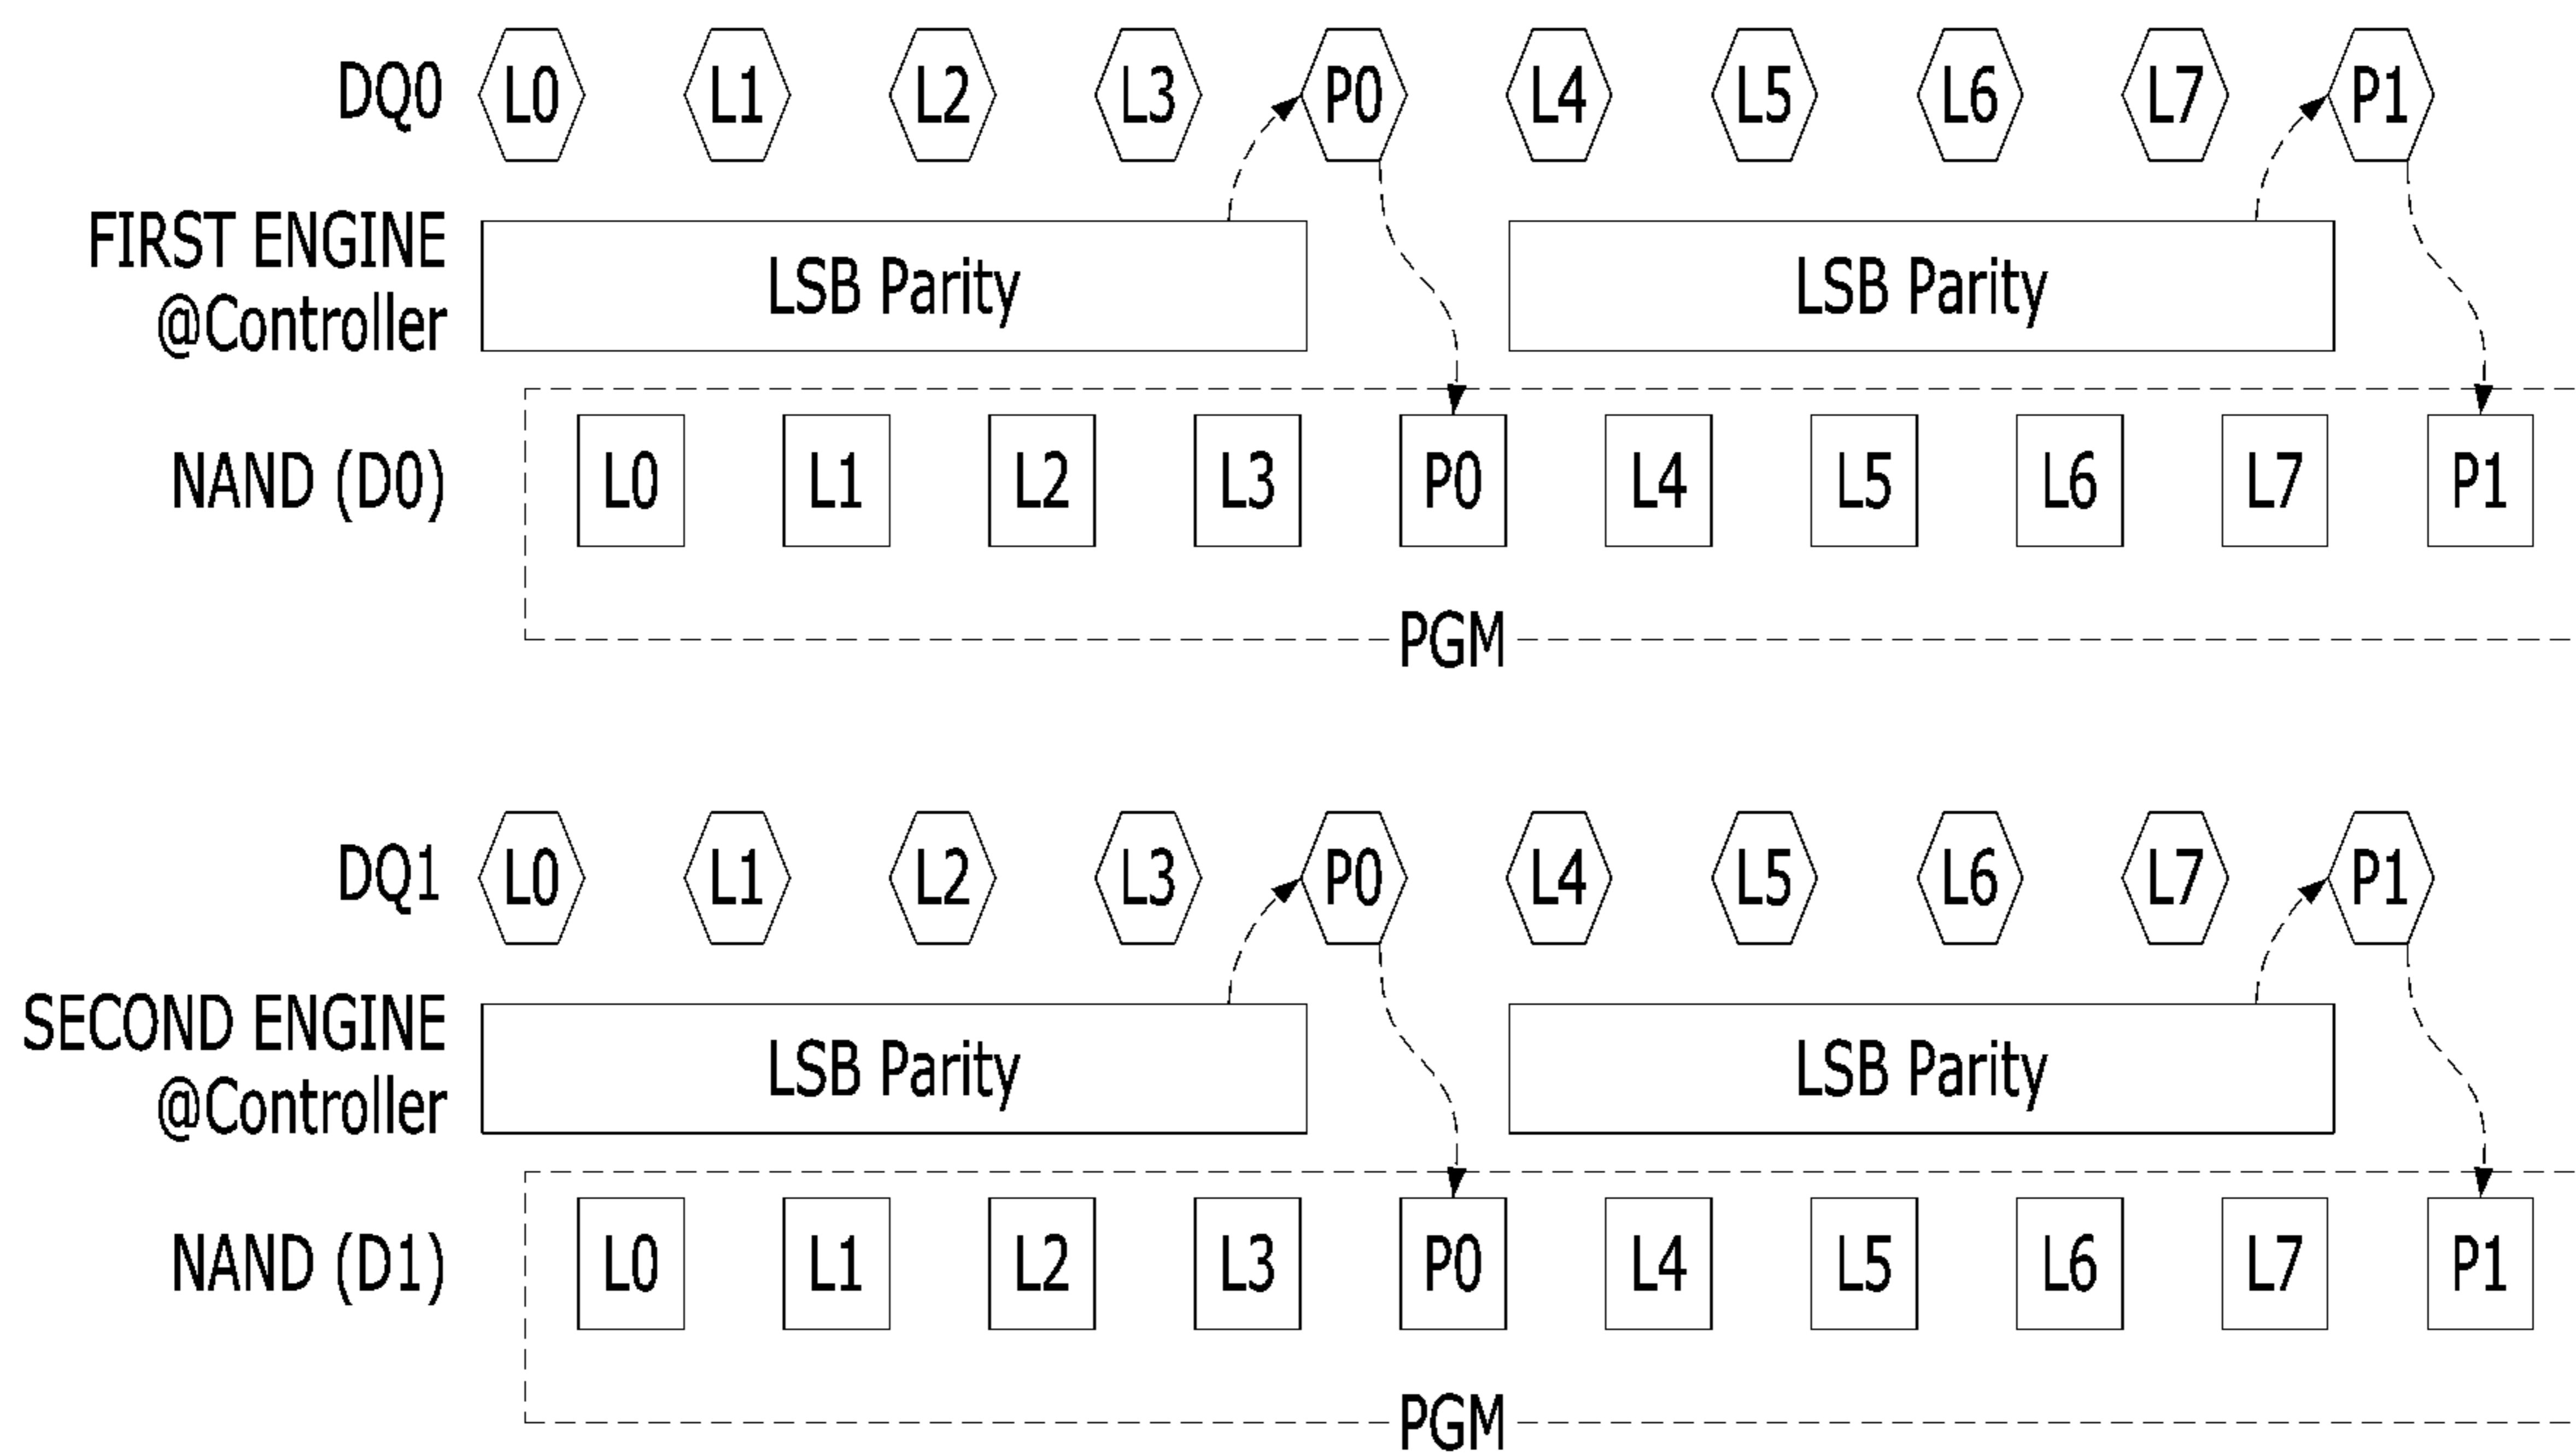 DQ0 L0 L1 L2 L3 P0 L4 L5 L6 L7 P1
FIRST ENGINE
@Controller
LSB Parity LSB Parity
NAND (D0) L0 L1 L2 L3 P0 L4 L5 L6 L7 P1
PGM
DQ1 L0 L1 L2 L3 P0 L4 L5 L6 L7 P1
SECOND ENGINE
@Controller
LSB Parity LSB Parity
NAND (D1) L0 L1 L2 L3 P0 L4 L5 L6 L7 P1
PGM